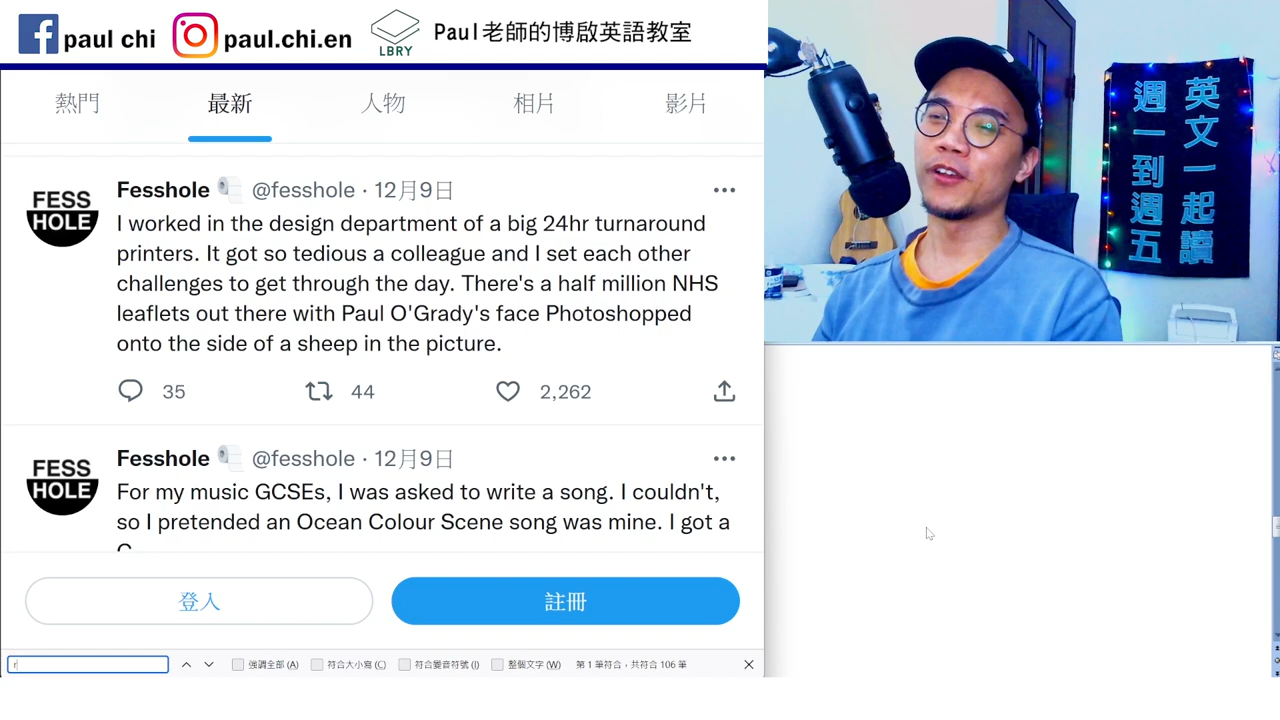 paul chi
paul.chi.en
LBRY
Paul老師的博啟英語教室
熱門 最新 人物 相片 影片
FESS HOLE
Fesshole @fesshole · 12月9日
I worked in the design department of a big 24hr turnaround
printers. It got so tedious a colleague and I set each other
challenges to get through the day. There's a half million NHS
leaflets out there with Paul O'Grady's face Photoshopped
onto the side of a sheep in the picture.
35 44 2,262
FESS HOLE
Fesshole @fesshole · 12月9日
For my music GCSEs, I was asked to write a song. I couldn't,
so I pretended an Ocean Colour Scene song was mine. I got a
登入 註冊
r
強調全部 (A) 符合大小寫 (C) 符合變音符號 (I) 整個文字 (W) 第 1 筆符合，共符合 106 筆
英文一起讀
週一到週五